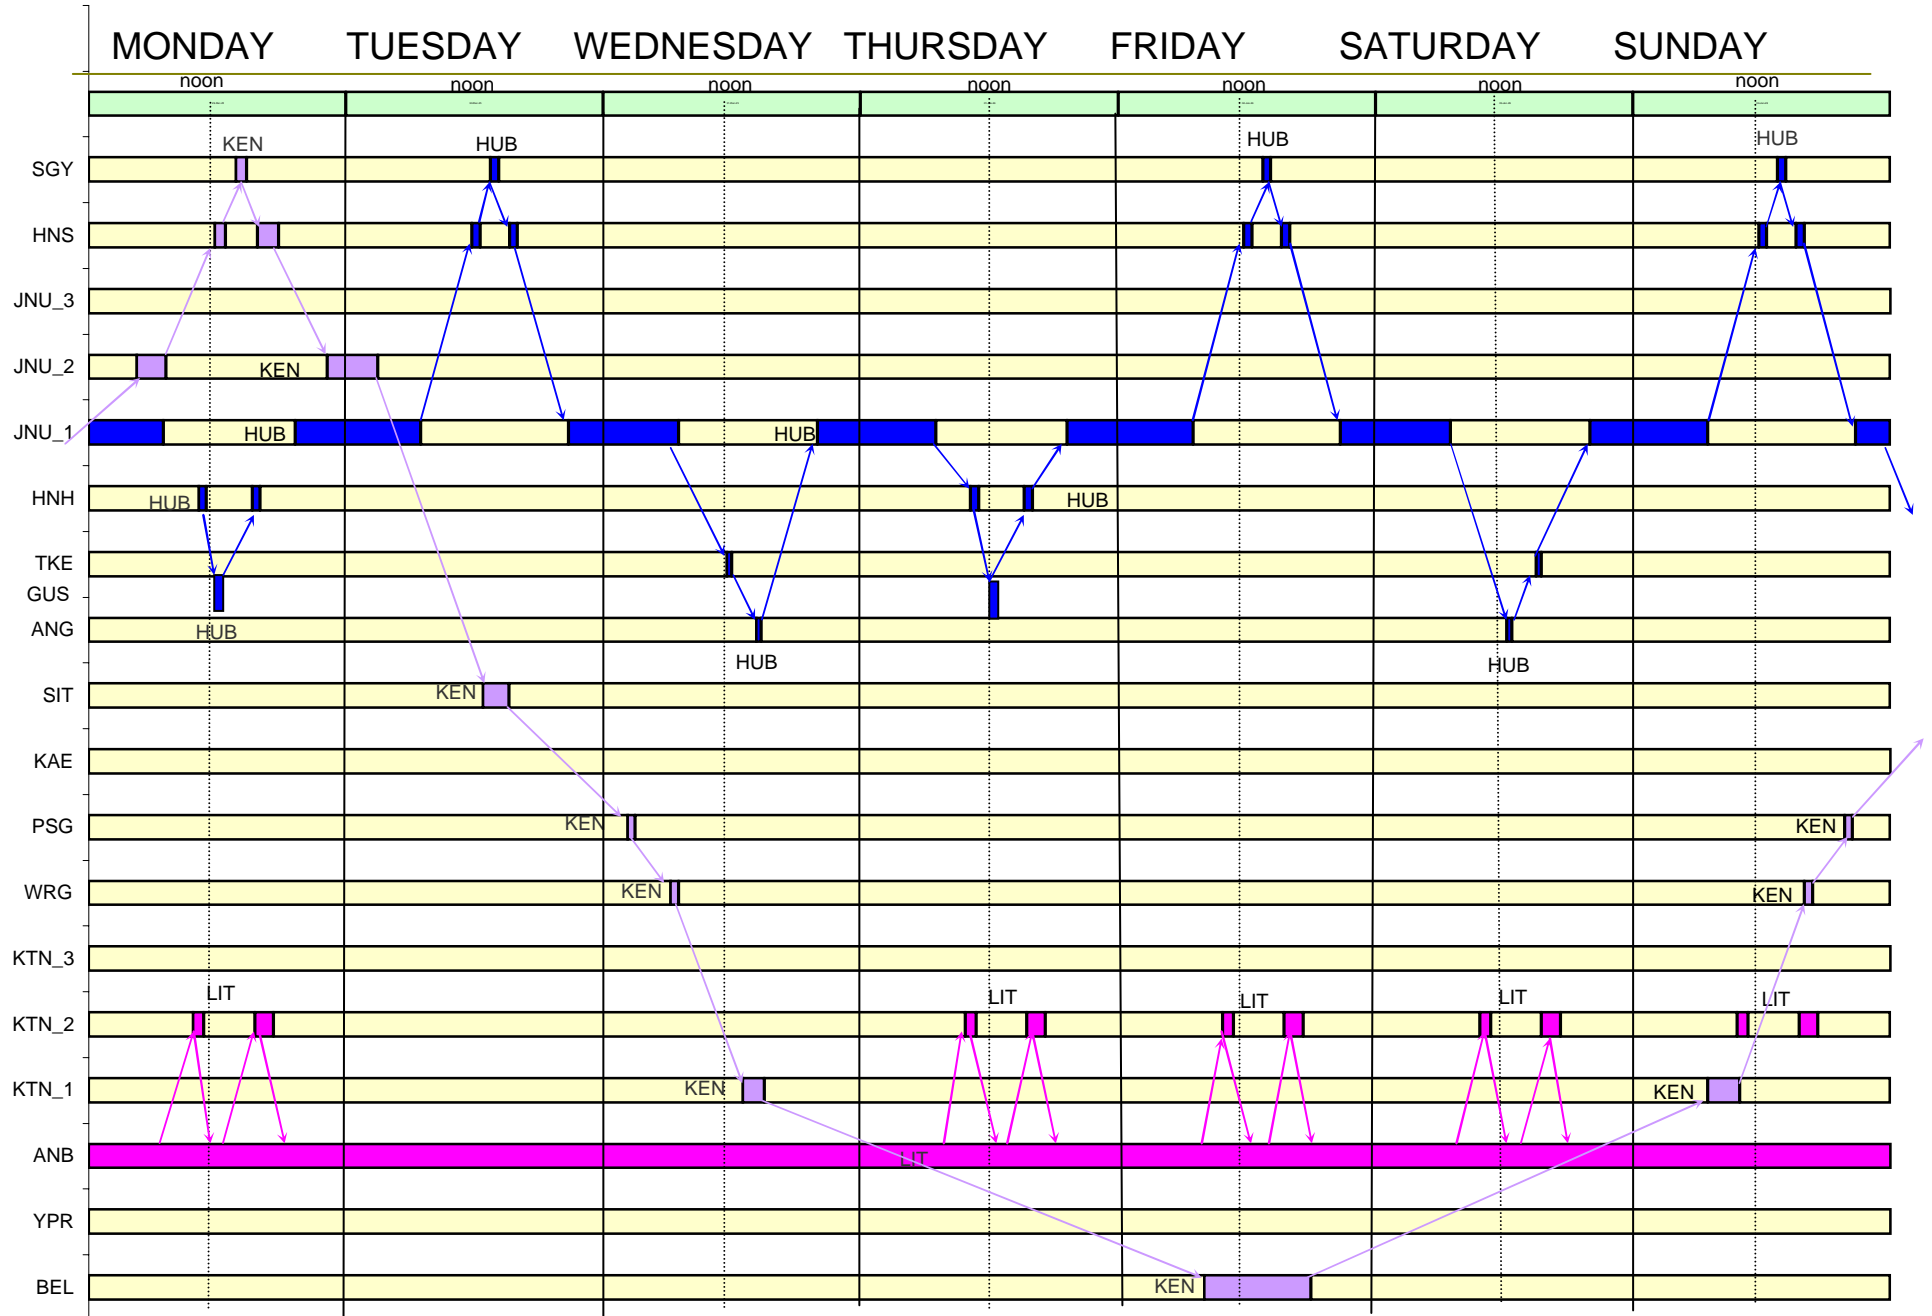 MONDAY TUESDAY WEDNESDAY THURSDAY FRIDAY SATURDAY SUNDAY
noon noon noon noon noon noon noon
KEN HUB HUB HUB
SGY
HNS
JNU_3
JNU_2 KEN
JNU_1 HUB HUB
HNH HUB HUB
TKE
GUS
ANG HUB
HUB HUB
SIT KEN
KAE
PSG KEN KEN
WRG KEN KEN
KTN_3
LIT LIT LIT LIT LIT
KTN_2
KTN_1 KEN KEN
ANB LIT
YPR
BEL KEN